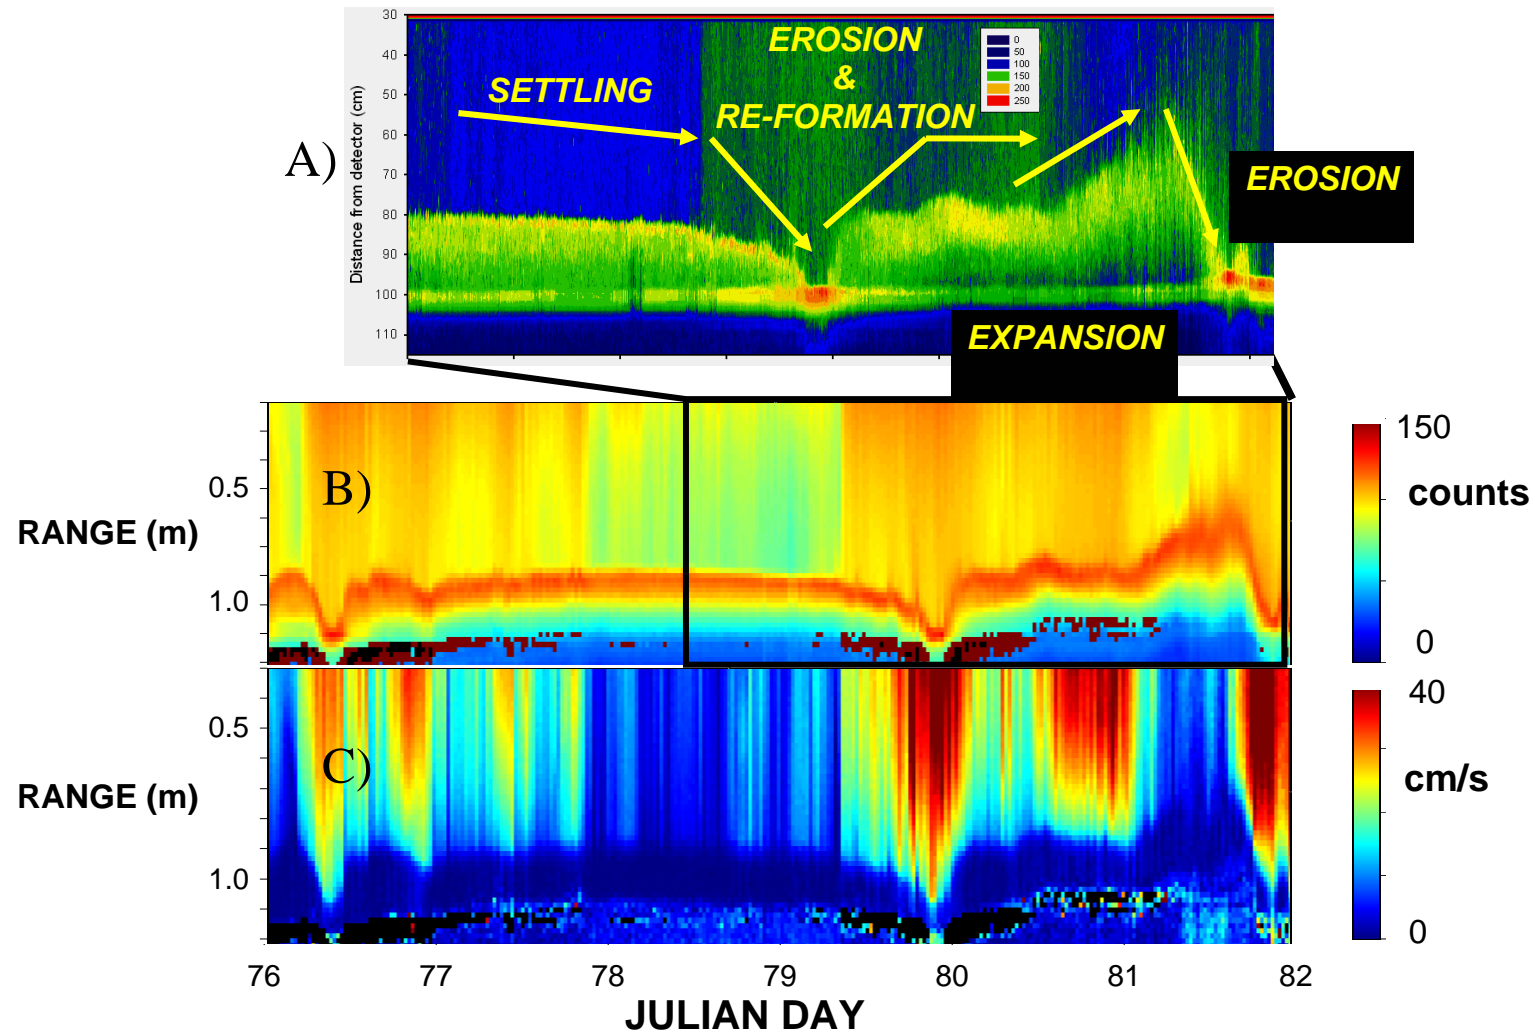 A)
Distance from detector (cm)
30
40
50
60
70
80
90
100
110
SETTLING
EROSION
&
RE-FORMATION
0
50
100
150
200
250
EROSION
EXPANSION
B)
RANGE (m)
0.5
1.0
150
counts
0
C)
RANGE (m)
0.5
1.0
40
cm/s
0
76 77 78 79 80 81 82
JULIAN DAY